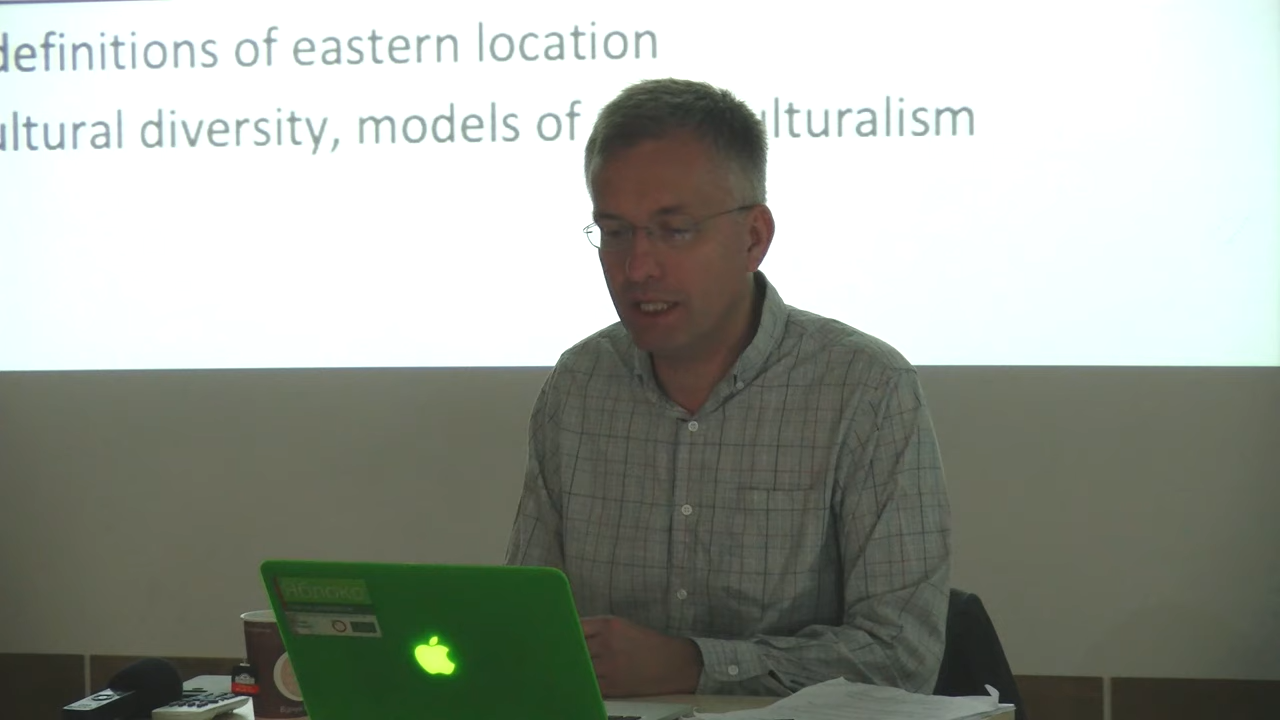 definitions of eastern location
ultural diversity, models of ulturalism
Яблоко